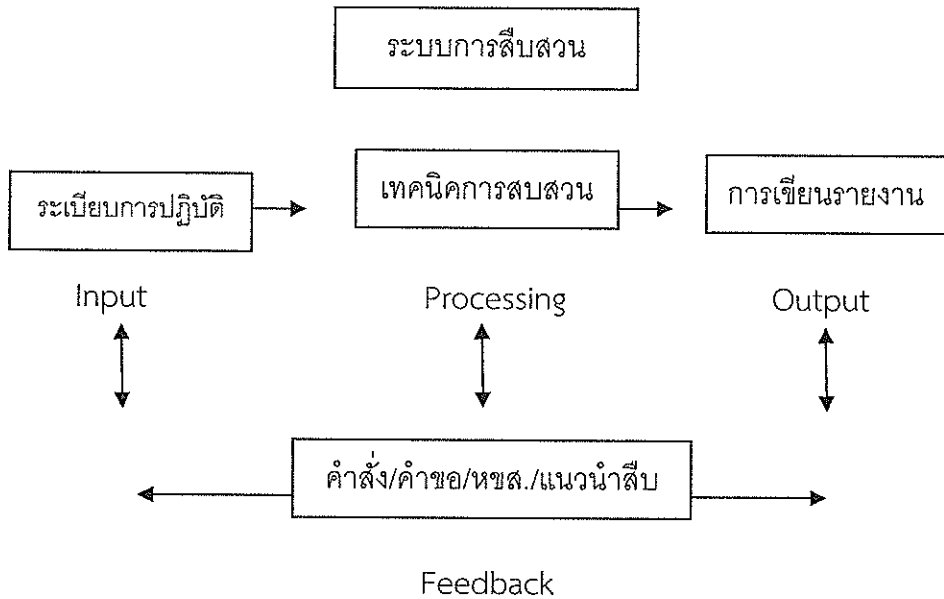 ระบบการสืบสวน
ระเบียบการปฏิบัติ
เทคนิคการสบสวน
การเขียนรายงาน
Input
Processing
Output
คำสั่ง/คำขอ/หขส./แนวนำสืบ
Feedback